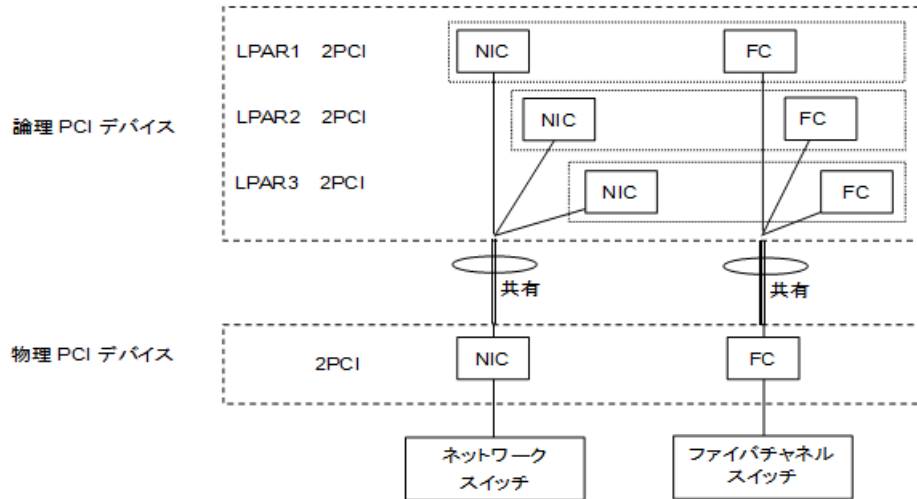 LPAR1 2PCI NIC FC
論理 PCI デバイス
LPAR2 2PCI NIC FC
LPAR3 2PCI NIC FC
共有 共有
物理 PCI デバイス
2PCI NIC FC
ネットワーク
スイッチ
ファイバチャネル
スイッチ